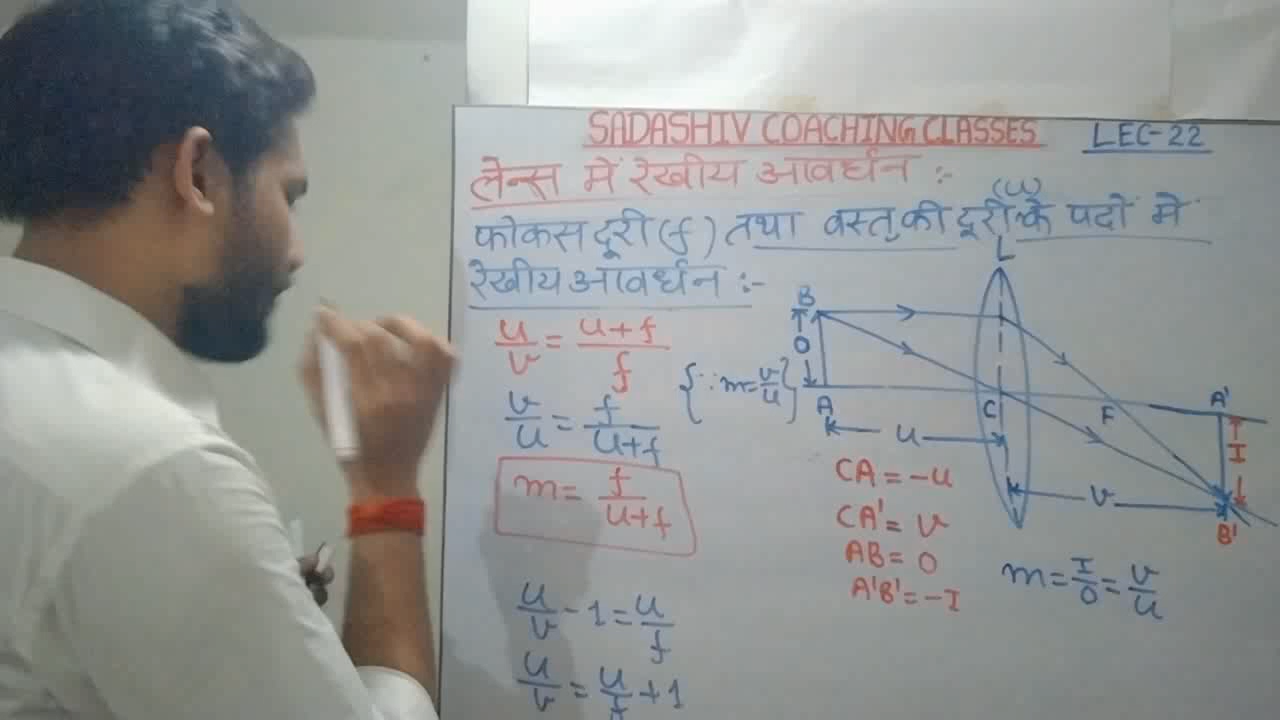 SADASHIV COACHING CLASSES LEC-22
लेन्स में रेखीय आवर्धन :-
फोकस दूरी (f) तथा वस्तु की दूरी (u) के पदों में
रेखीय आवर्धन :-
u/v = u+f/f
v/u = f/u+f {∵ m=v/u}
m = f/u+f
u/v - 1 = u/f
u/v = u/f + 1
L
B
O
A
u
C
F
A'
I
v
B'
CA = -u
CA' = v
AB = O
A'B' = -I
m = I/O = v/u